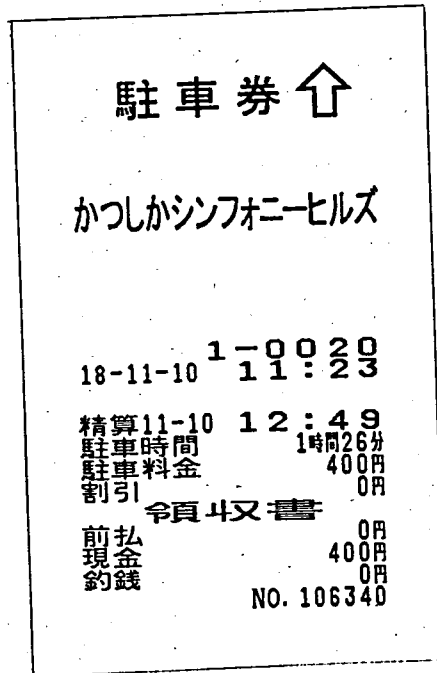 駐車券⇧
かつしかシンフォニーヒルズ
1-0020
18-11-10 11:23
精算11-10 12:49
駐車時間 1時間26分
駐車料金 400円
割引 0円
領収書
前払 0円
現金 400円
釣銭 0円
NO.106340